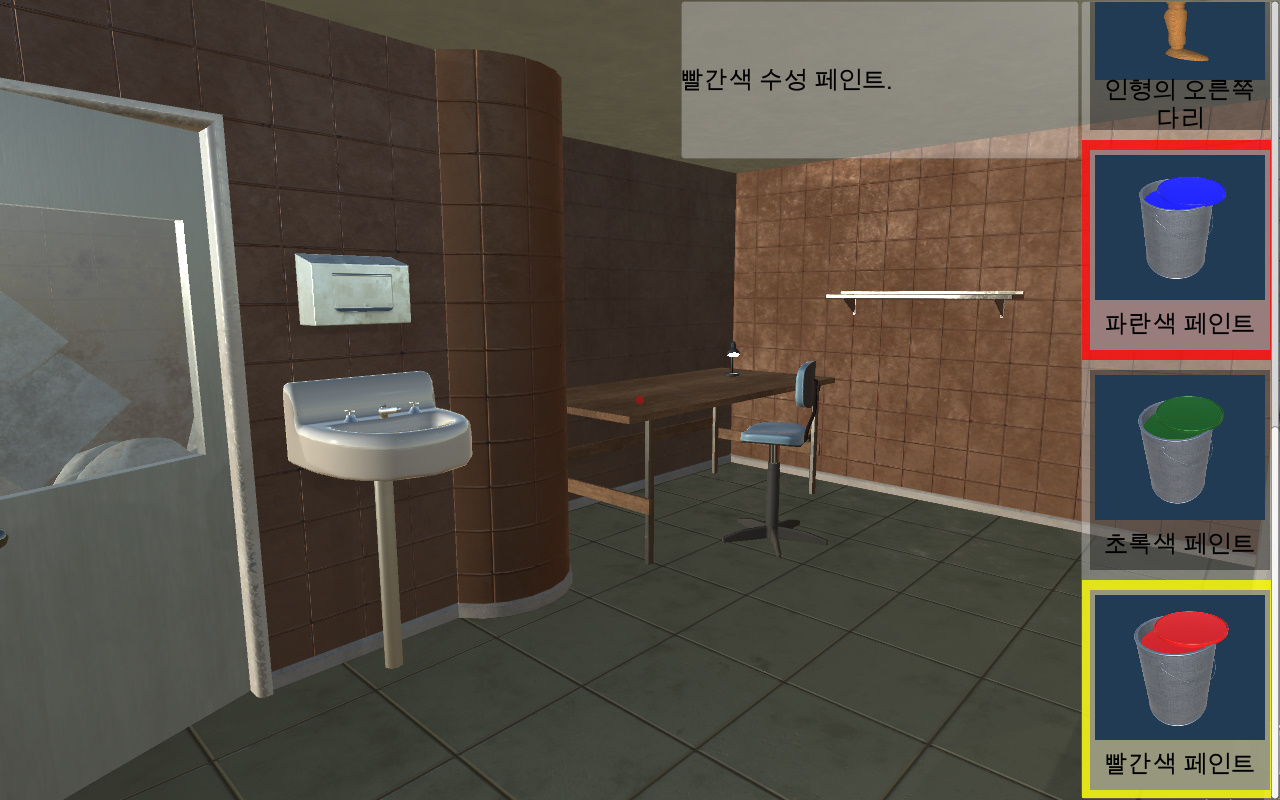 빨간색 수성 페인트.
인형의 오른쪽
다리
파란색 페인트
초록색 페인트
빨간색 페인트